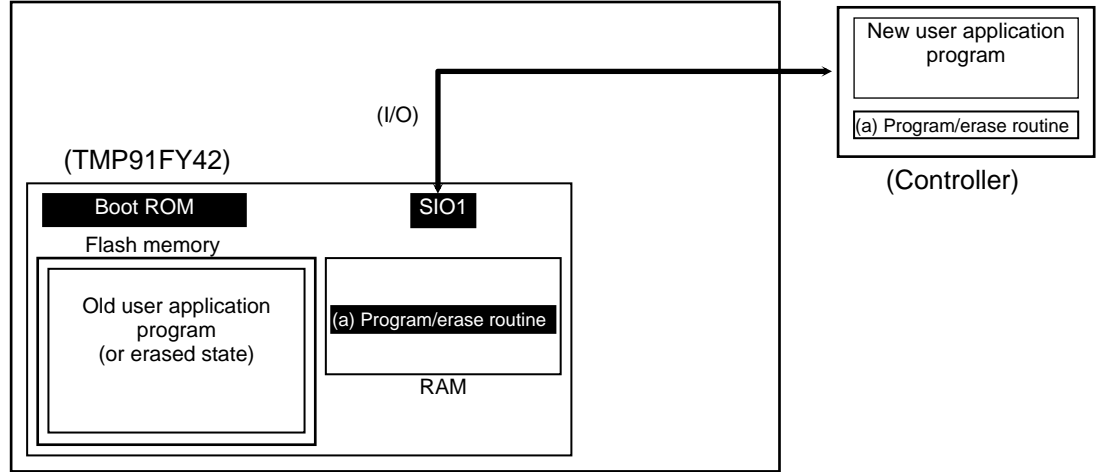 New user application
program
(I/O)
(a) Program/erase routine
(TMP91FY42)
(Controller)
Boot ROM
SIO1
Flash memory
Old user application
program
(or erased state)
(a) Program/erase routine
RAM